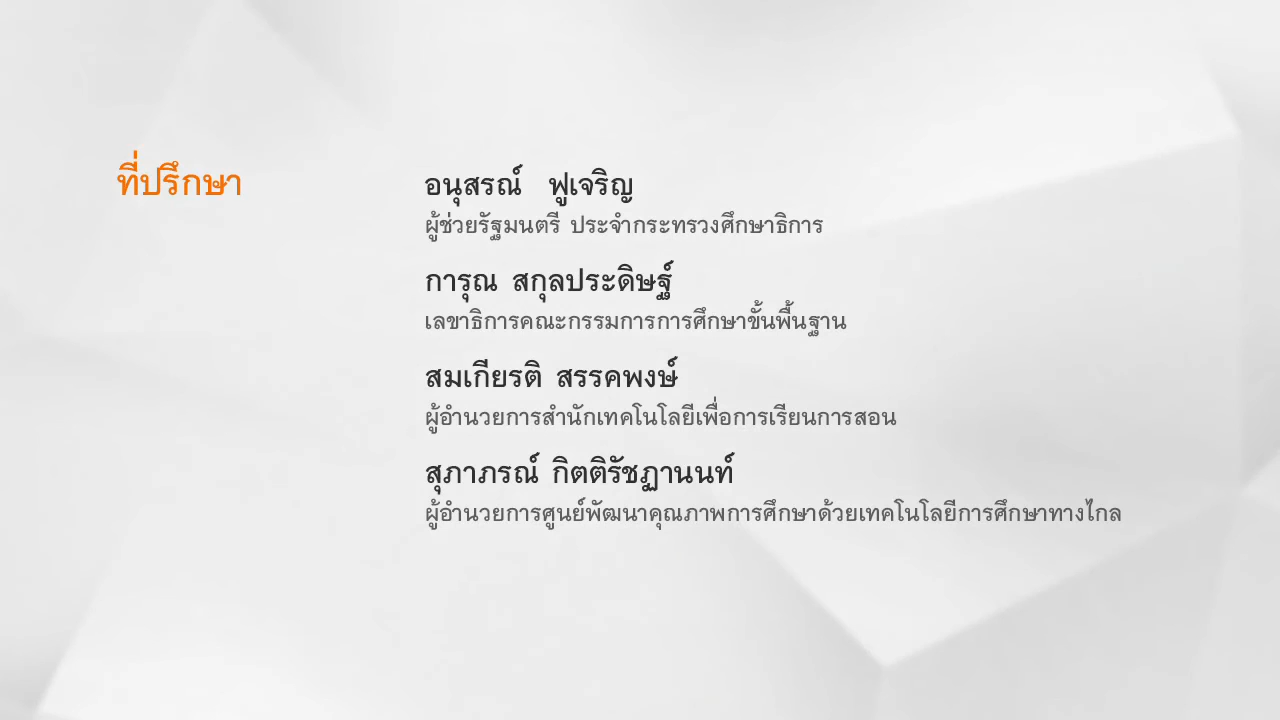 ที่ปรึกษา
อนุสรณ์ ฟูเจริญ
ผู้ช่วยรัฐมนตรี ประจำกระทรวงศึกษาธิการ
การุณ สกุลประดิษฐ์
เลขาธิการคณะกรรมการการศึกษาขั้นพื้นฐาน
สมเกียรติ สรรคพงษ์
ผู้อำนวยการสำนักเทคโนโลยีเพื่อการเรียนการสอน
สุภาภรณ์ กิตติรัชฏานนท์
ผู้อำนวยการศูนย์พัฒนาคุณภาพการศึกษาด้วยเทคโนโลยีการศึกษาทางไกล